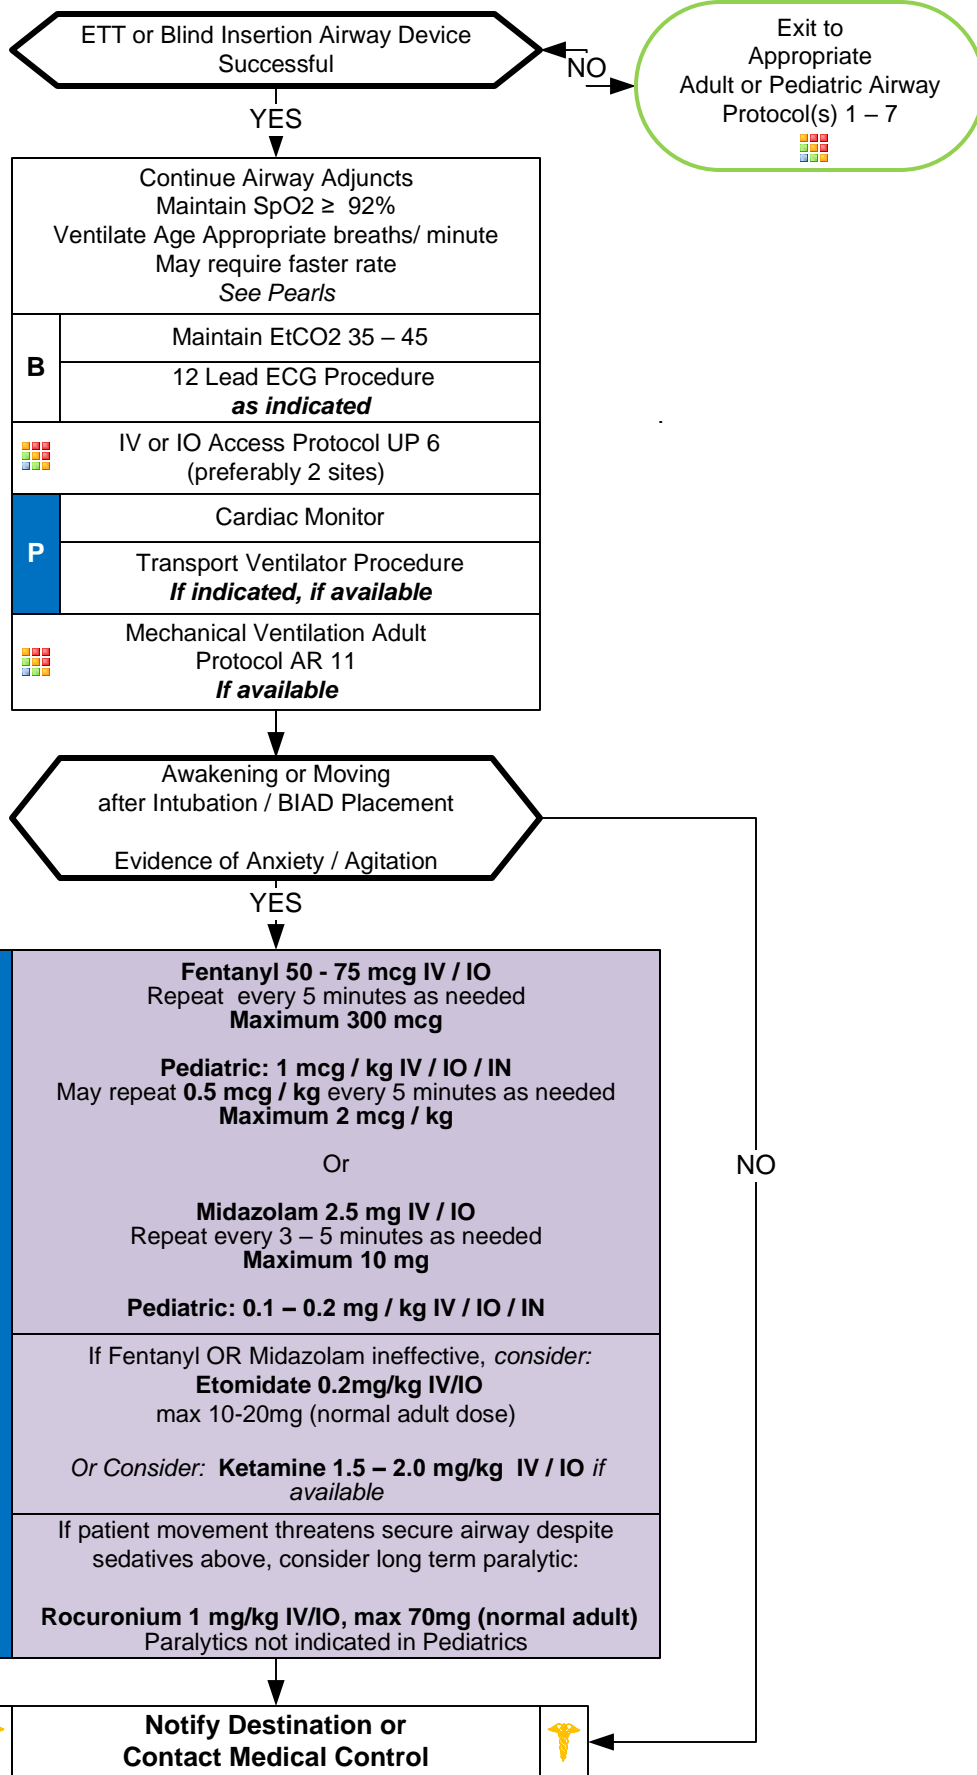 ETT or Blind Insertion Airway Device
Successful
NO
Exit to
Appropriate
Adult or Pediatric Airway
Protocol(s) 1 – 7
YES
Continue Airway Adjuncts
Maintain SpO2 ≥ 92%
Ventilate Age Appropriate breaths/ minute
May require faster rate
See Pearls
B
Maintain EtCO2 35 – 45
12 Lead ECG Procedure
as indicated
IV or IO Access Protocol UP 6
(preferably 2 sites)
P
Cardiac Monitor
Transport Ventilator Procedure
If indicated, if available
Mechanical Ventilation Adult
Protocol AR 11
If available
Awakening or Moving
after Intubation / BIAD Placement
Evidence of Anxiety / Agitation
YES
Fentanyl 50 - 75 mcg IV / IO
Repeat every 5 minutes as needed
Maximum 300 mcg
Pediatric: 1 mcg / kg IV / IO / IN
May repeat 0.5 mcg / kg every 5 minutes as needed
Maximum 2 mcg / kg
Or
NO
Midazolam 2.5 mg IV / IO
Repeat every 3 – 5 minutes as needed
Maximum 10 mg
Pediatric: 0.1 – 0.2 mg / kg IV / IO / IN
If Fentanyl OR Midazolam ineffective, consider:
Etomidate 0.2mg/kg IV/IO
max 10-20mg (normal adult dose)
Or Consider: Ketamine 1.5 – 2.0 mg/kg IV / IO if
available
If patient movement threatens secure airway despite
sedatives above, consider long term paralytic:
Rocuronium 1 mg/kg IV/IO, max 70mg (normal adult)
Paralytics not indicated in Pediatrics
Notify Destination or
Contact Medical Control